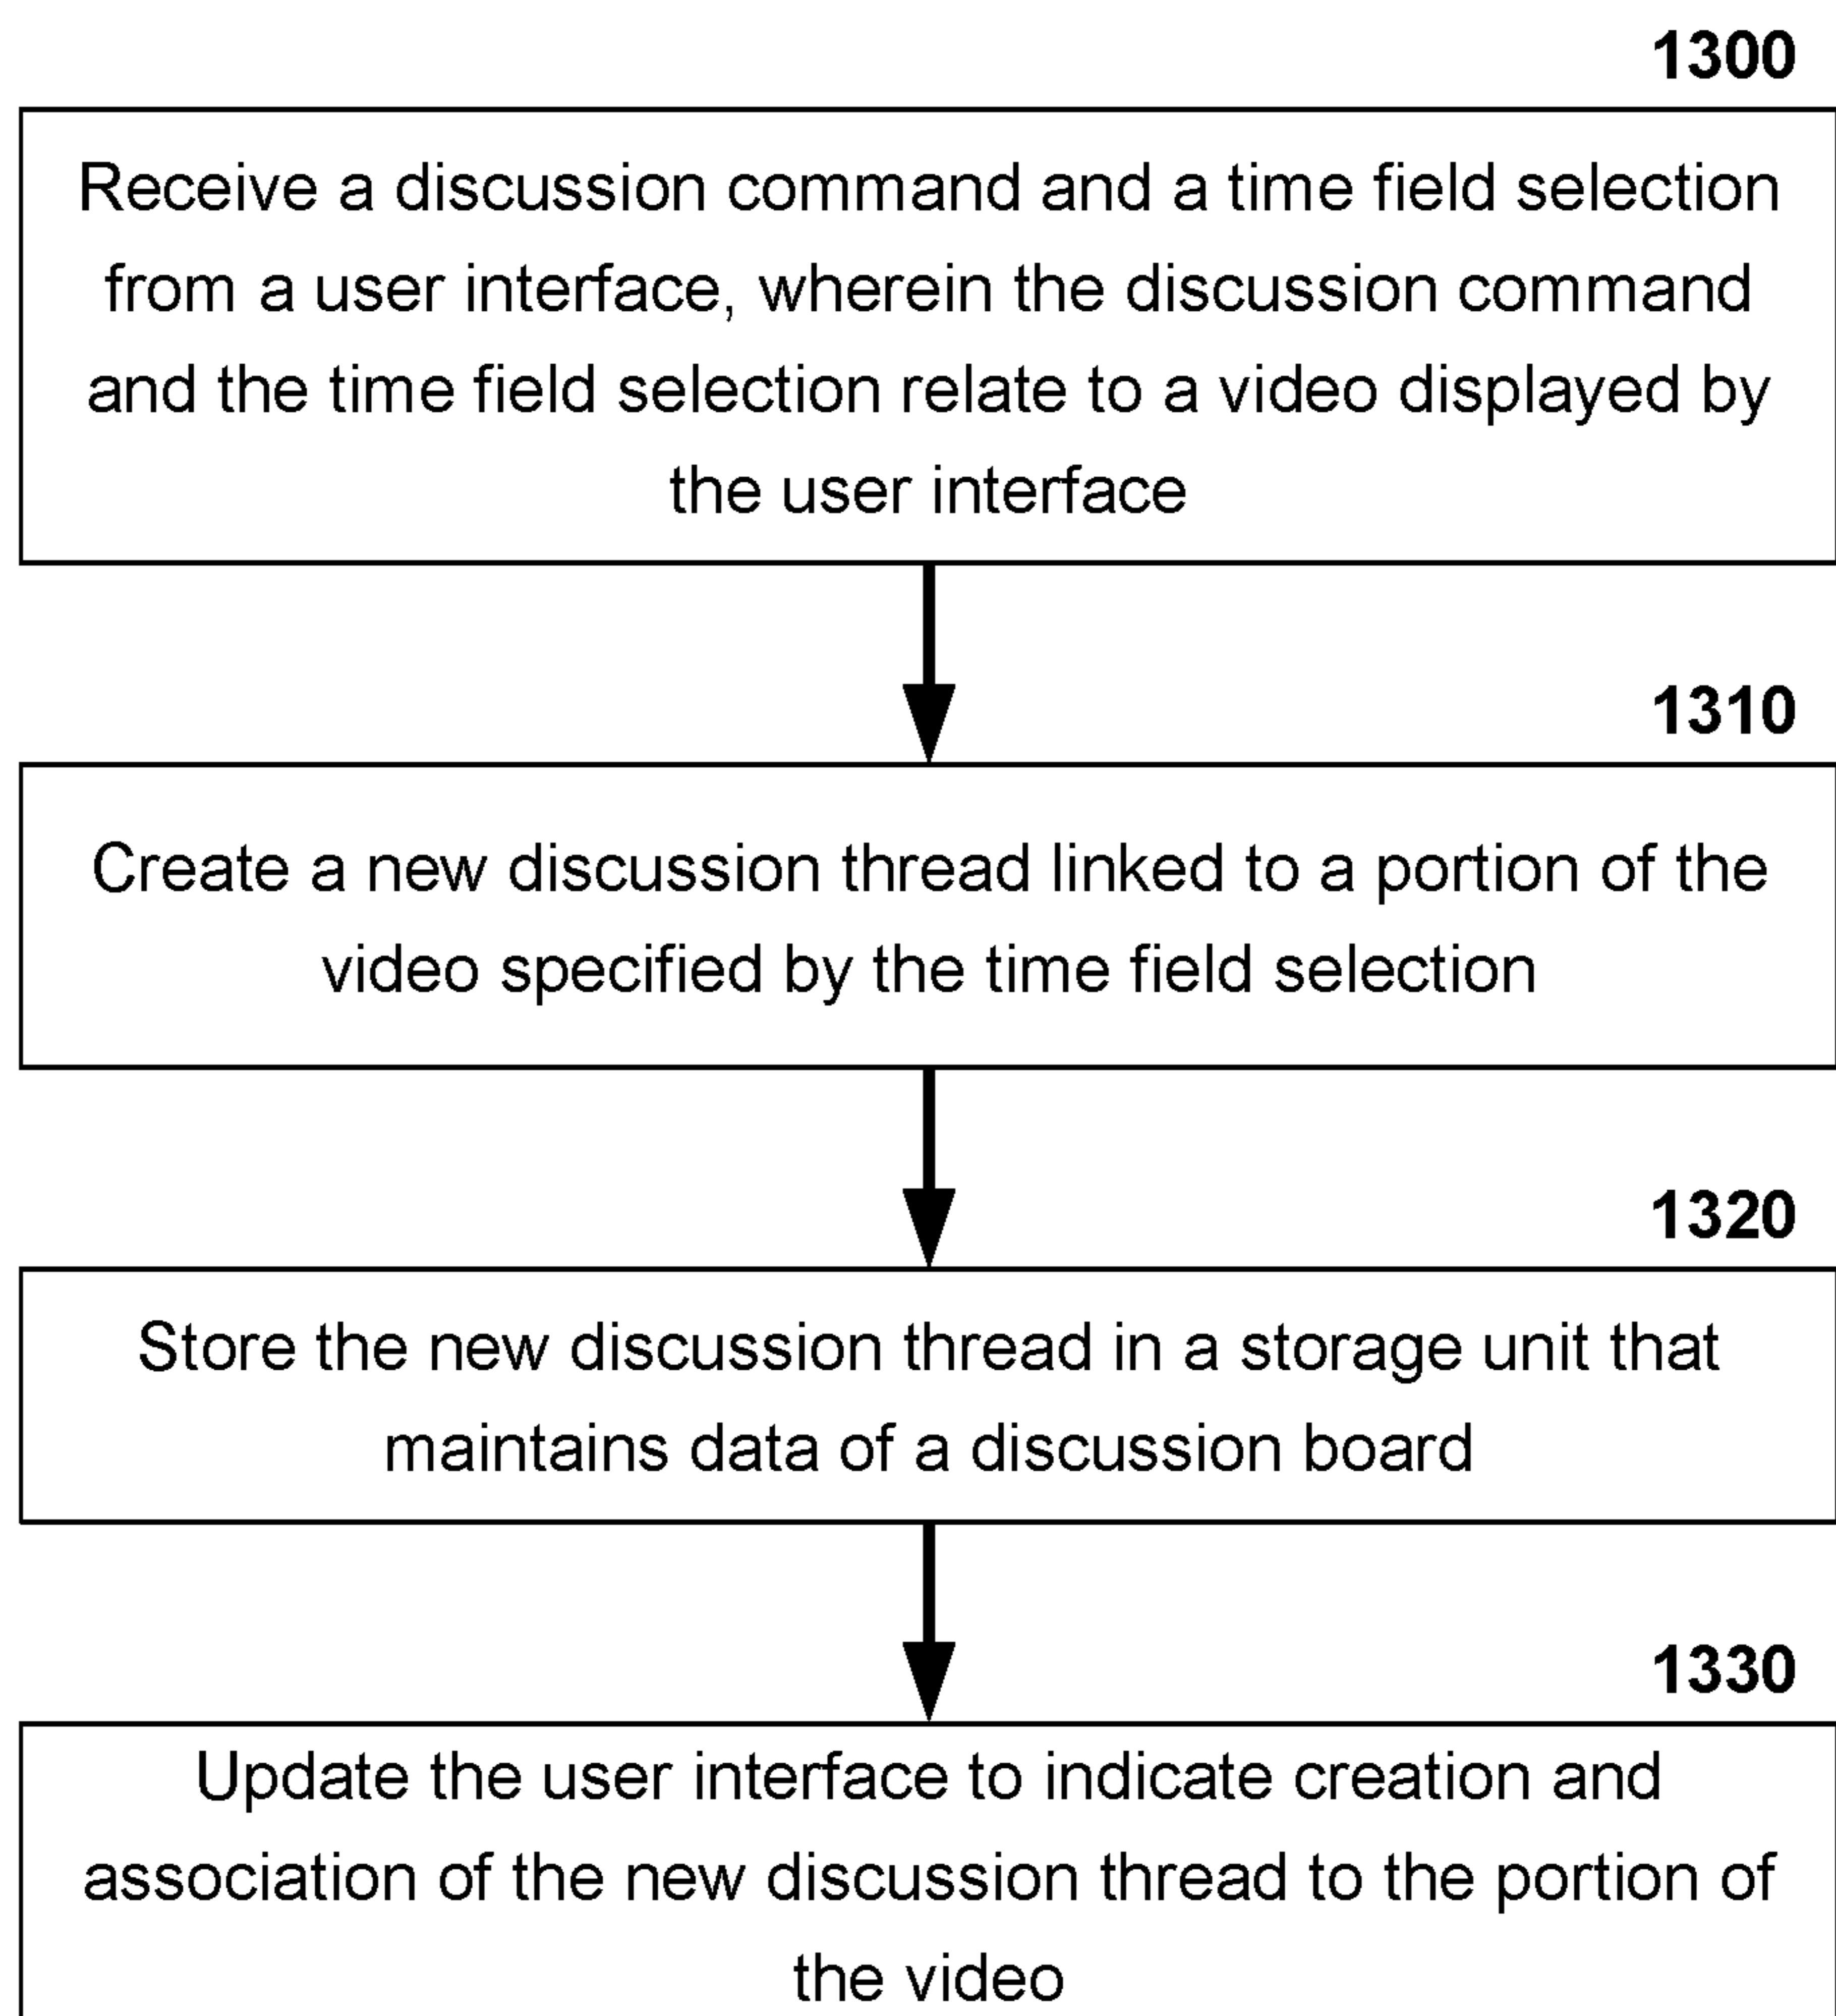 1300
Receive a discussion command and a time field selection
from a user interface, wherein the discussion command
and the time field selection relate to a video displayed by
the user interface
1310
Create a new discussion thread linked to a portion of the
video specified by the time field selection
1320
Store the new discussion thread in a storage unit that
maintains data of a discussion board
1330
Update the user interface to indicate creation and
association of the new discussion thread to the portion of
the video